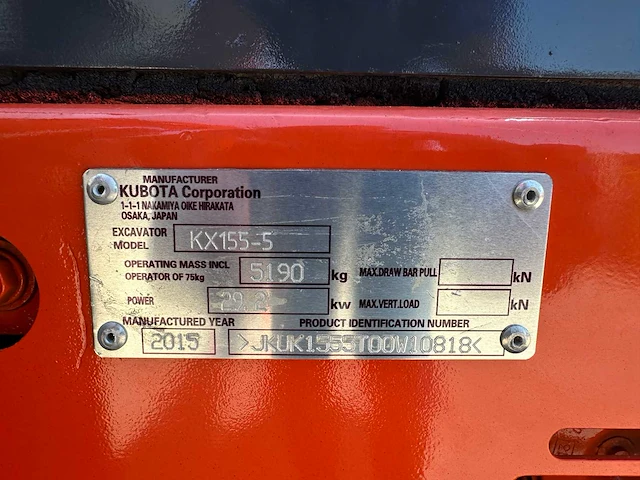 MANUFACTURER
KUBOTA Corporation
1-1-1 NAKAMIYA OIKE HIRAKATA
OSAKA, JAPAN
EXCAVATOR MODEL KX155-5
OPERATING MASS INCL OPERATOR OF 75kg 5190 kg MAX.DRAW BAR PULL kN
POWER 29.2 kw MAX.VERT.LOAD kN
MANUFACTURED YEAR PRODUCT IDENTIFICATION NUMBER
2015 >JKUK1555T00W10818<